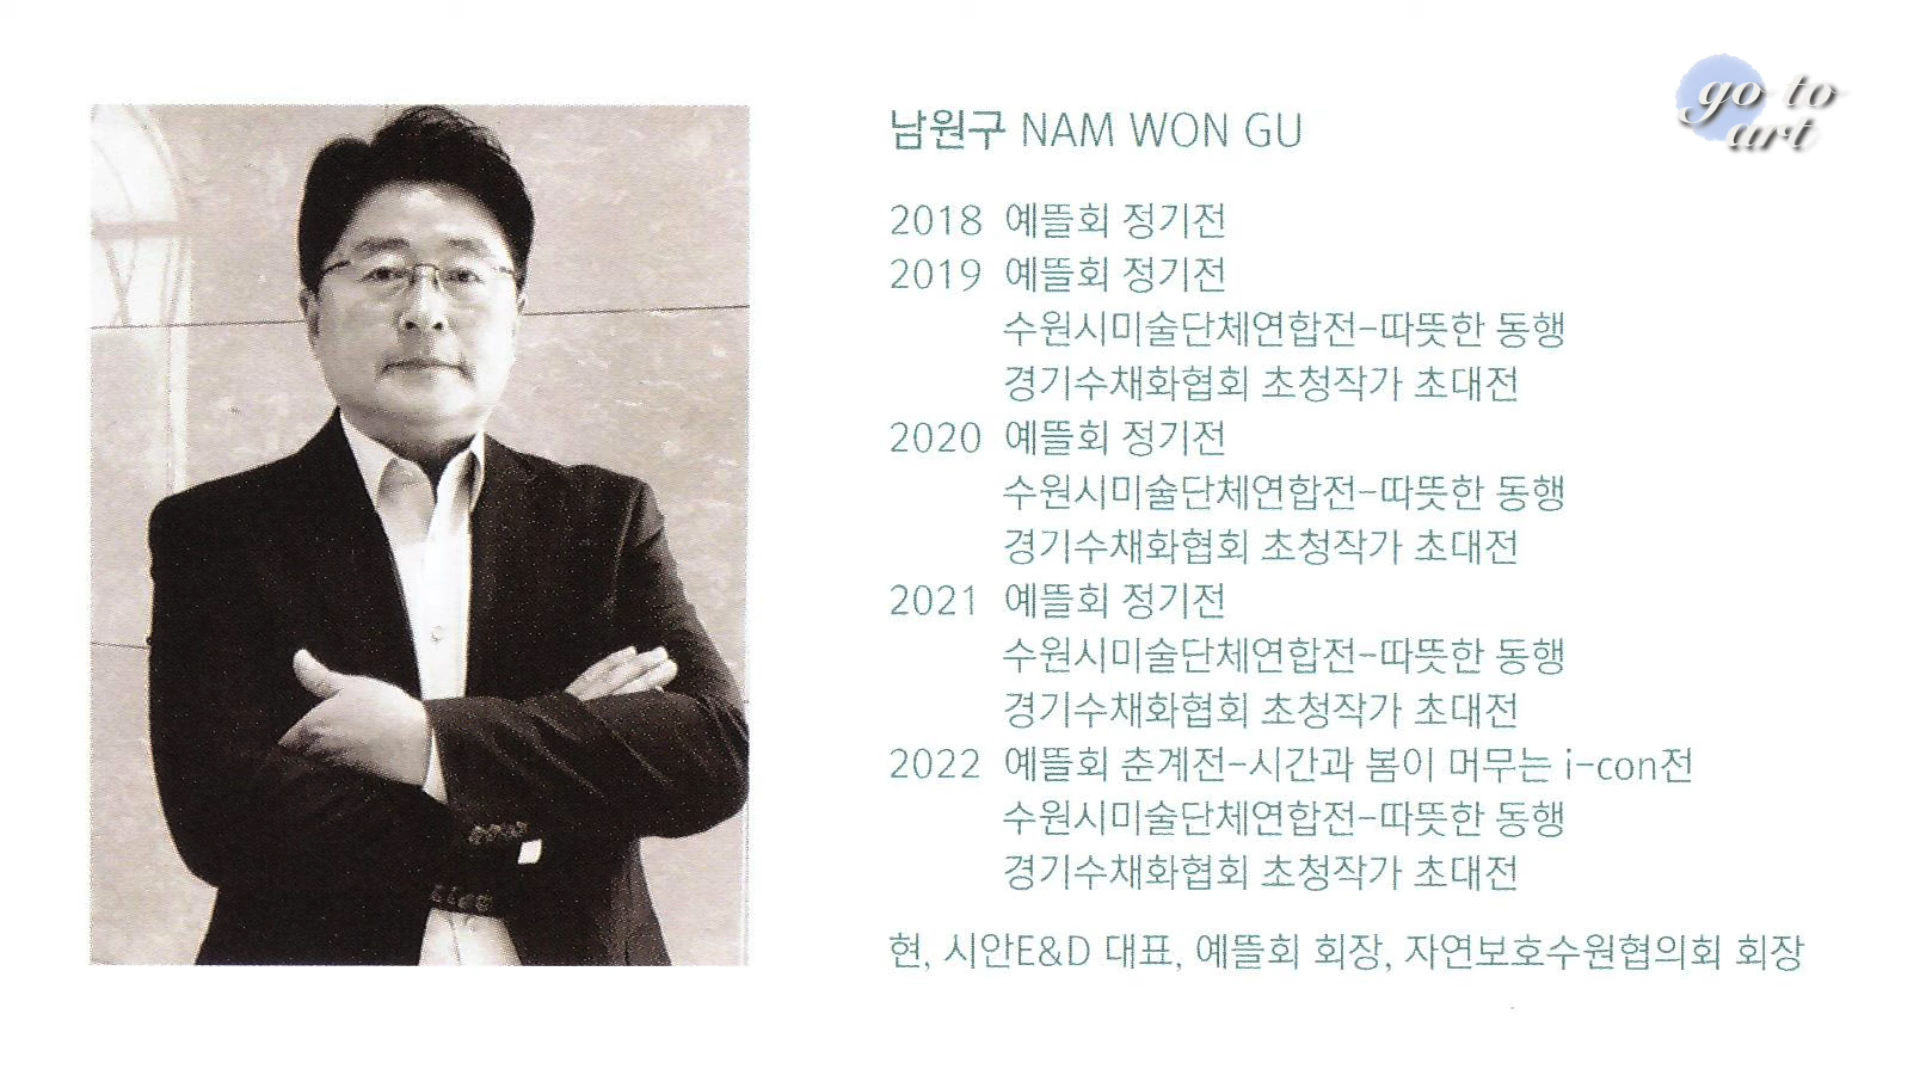 go to
art
남원구 NAM WON GU
2018 예뜰회 정기전
2019 예뜰회 정기전
수원시미술단체연합전-따뜻한 동행
경기수채화협회 초청작가 초대전
2020 예뜰회 정기전
수원시미술단체연합전-따뜻한 동행
경기수채화협회 초청작가 초대전
2021 예뜰회 정기전
수원시미술단체연합전-따뜻한 동행
경기수채화협회 초청작가 초대전
2022 예뜰회 춘계전-시간과 봄이 머무는 i-con전
수원시미술단체연합전-따뜻한 동행
경기수채화협회 초청작가 초대전
현, 시안E&D 대표, 예뜰회 회장, 자연보호수원협의회 회장